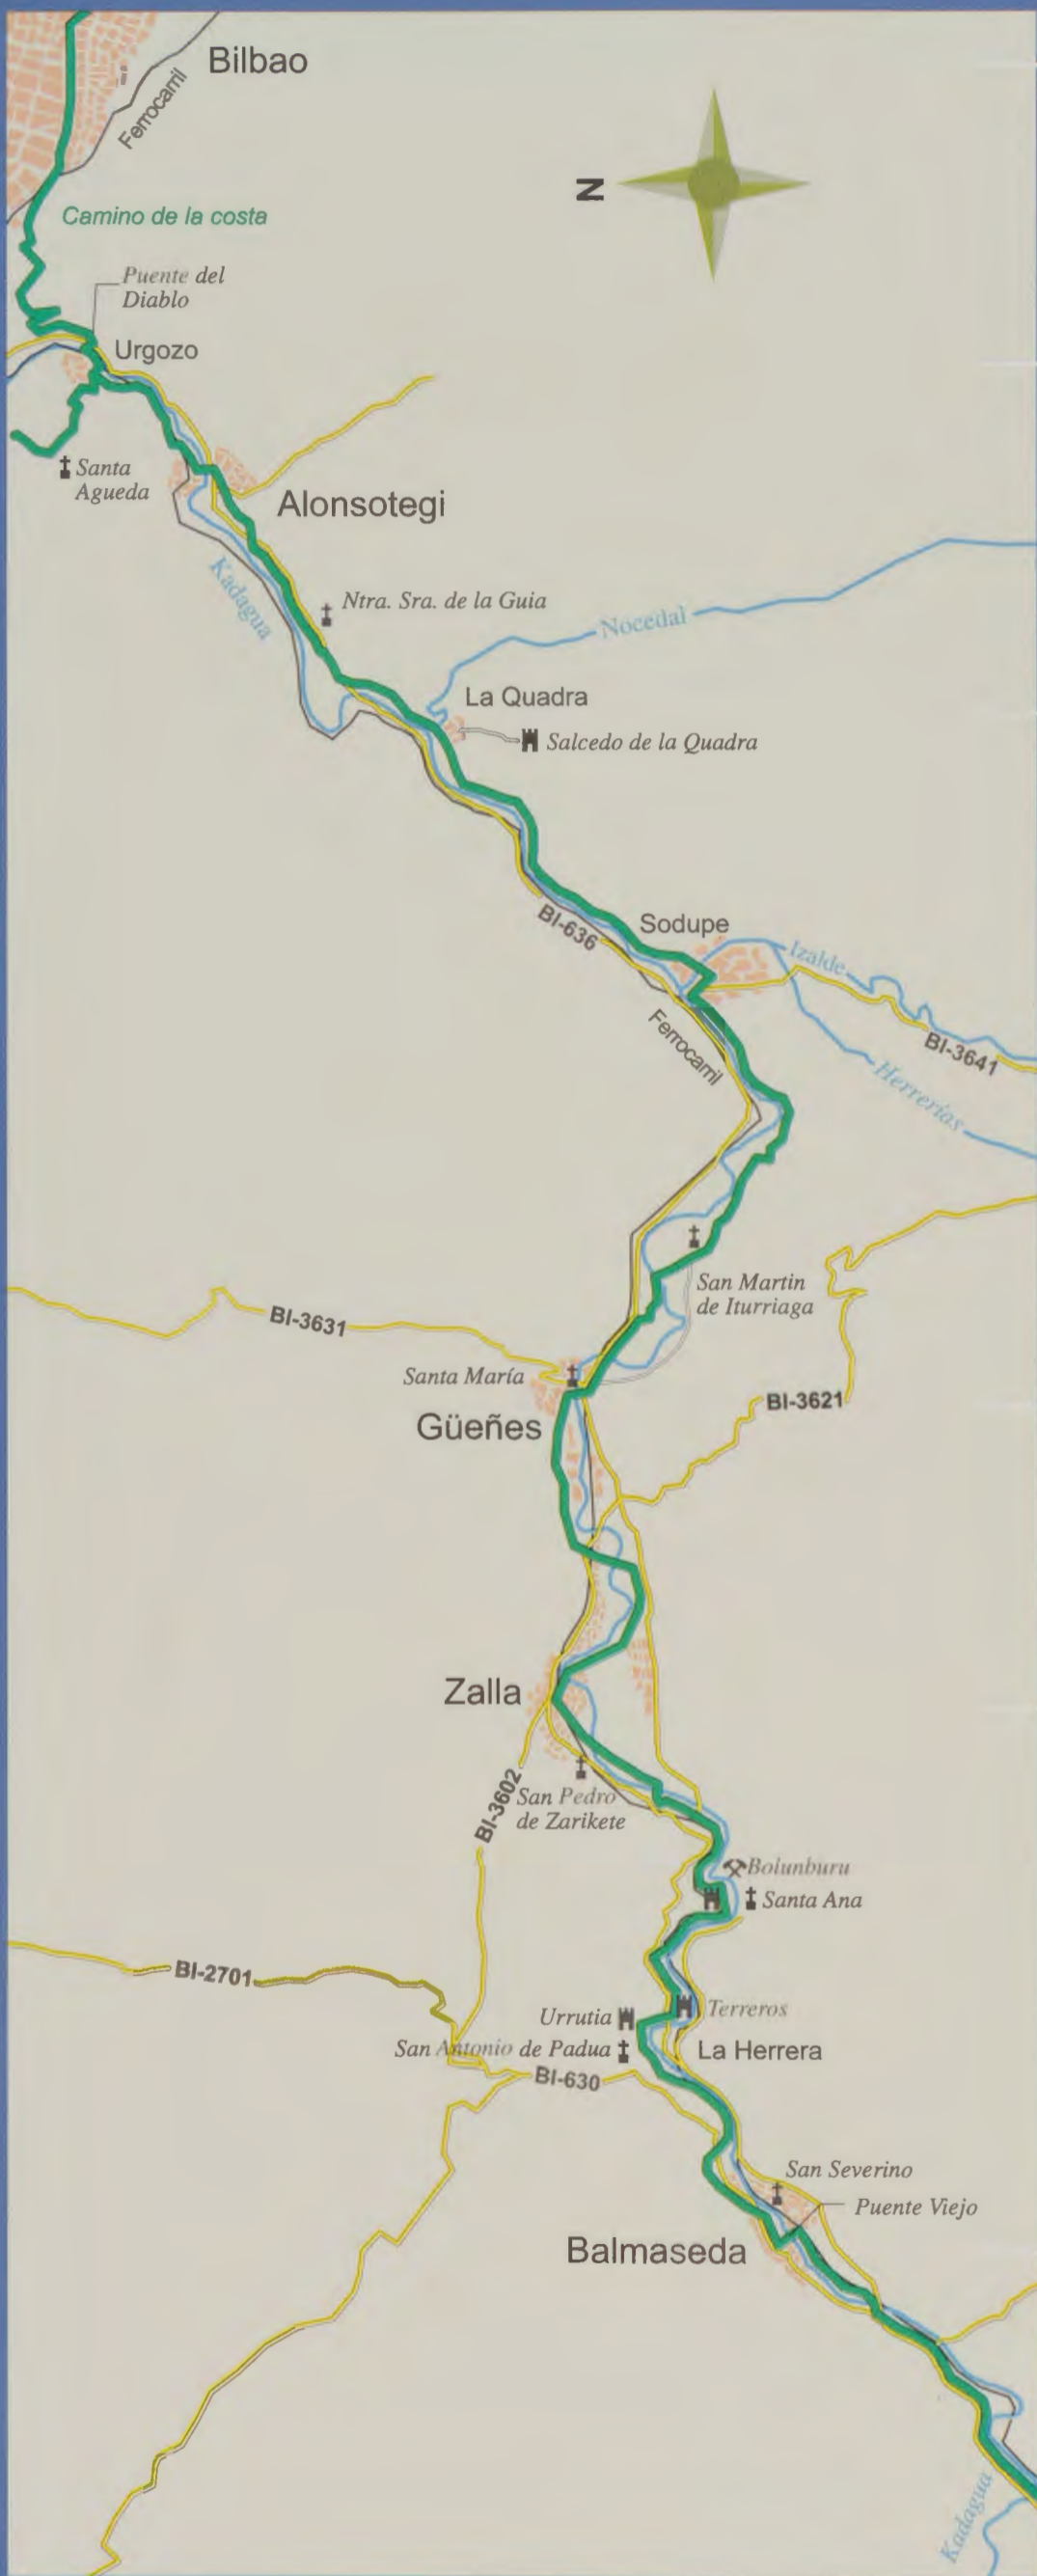 Bilbao
Ferrocarril
N
Camino de la costa
Puente del
Diablo
Urgozo
Santa
Agueda
Alonsotegi
Kadagua
Ntra. Sra. de la Guia
Nocedal
La Quadra
Salcedo de la Quadra
BI-636
Sodupe
Izalde
BI-3641
Ferrocarril
Herrerías
San Martin
de Iturriaga
BI-3631
Santa María
BI-3621
Güeñes
Zalla
BI-3602
San Pedro
de Zarikete
Bolunburu
Santa Ana
BI-2701
Urrutia
Terreros
San Antonio de Padua
La Herrera
BI-630
San Severino
Puente Viejo
Balmaseda
Kadagua